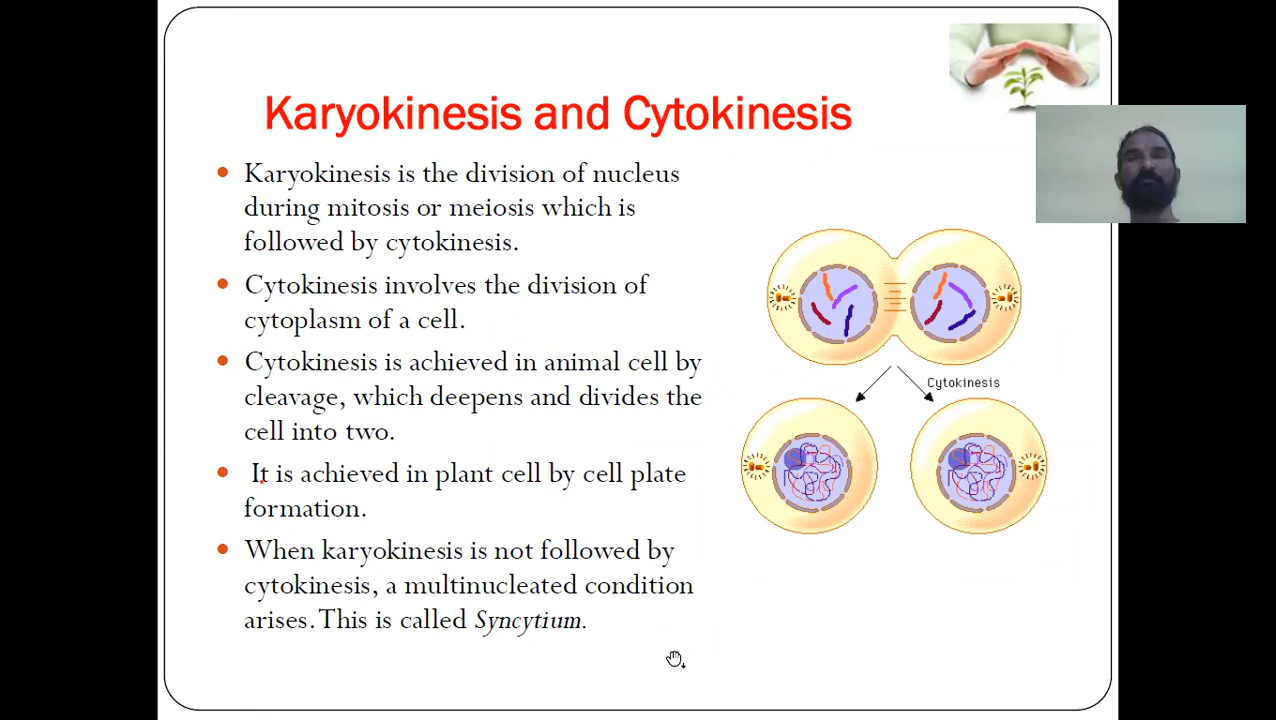 Karyokinesis and Cytokinesis
• Karyokinesis is the division of nucleus
during mitosis or meiosis which is
followed by cytokinesis.
• Cytokinesis involves the division of
cytoplasm of a cell.
• Cytokinesis is achieved in animal cell by
cleavage, which deepens and divides the
cell into two.
• It is achieved in plant cell by cell plate
formation.
• When karyokinesis is not followed by
cytokinesis, a multinucleated condition
arises. This is called Syncytium.
Cytokinesis